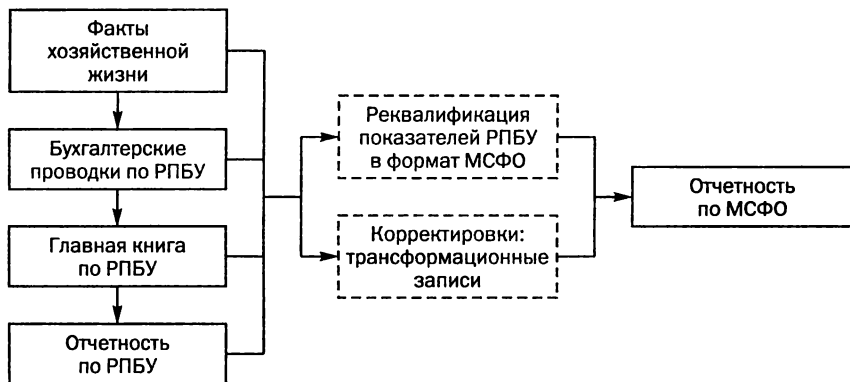 Факты
хозяйственной
жизни
Бухгалтерские
проводки по РПБУ
Главная книга
по РПБУ
Отчетность
по РПБУ
Реквалификация
показателей РПБУ
в формат МСФО
Корректировки:
трансформационные
записи
Отчетность
по МСФО